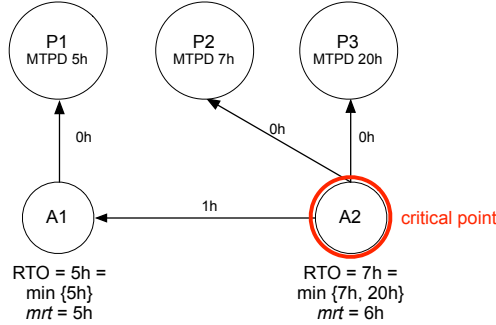 P1
MTPD 5h
P2
MTPD 7h
P3
MTPD 20h
0h
0h
0h
A1
1h
A2
critical point
RTO = 5h =
min {5h}
mrt = 5h
RTO = 7h =
min {7h, 20h}
mrt = 6h